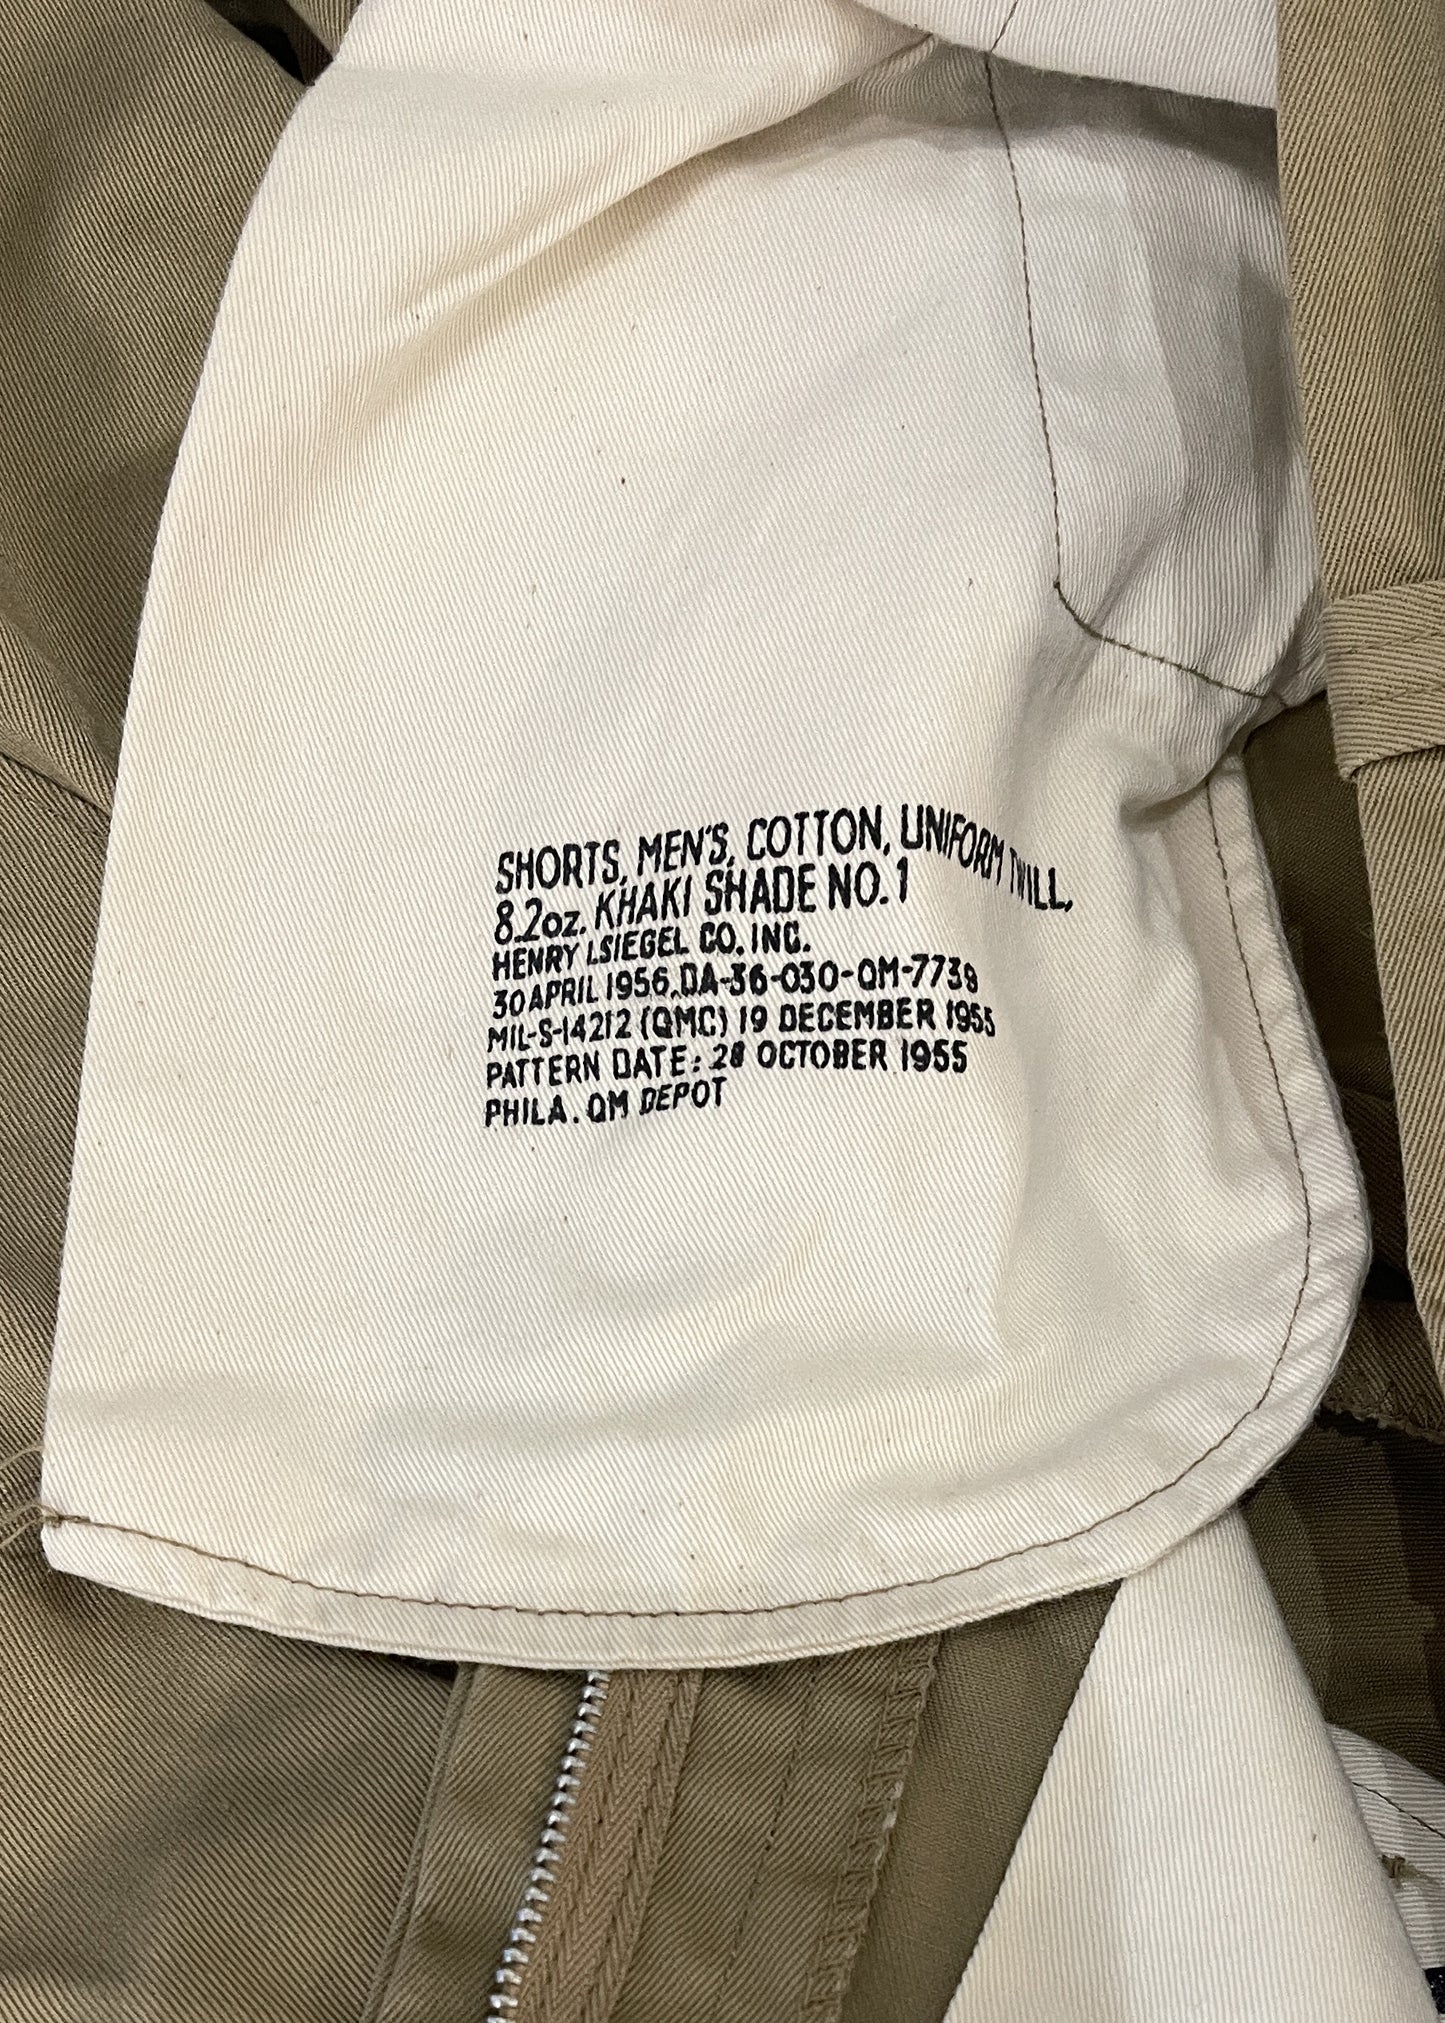 SHORTS, MEN'S, COTTON, UNIFORM TWILL,
8.2oz. KHAKI SHADE NO. 1
HENRY I.SIEGEL CO. INC.
30 APRIL 1956, DA-36-030-QM-7739
MIL-S-14212 (QMC) 19 DECEMBER 1955
PATTERN DATE: 28 OCTOBER 1955
PHILA. QM DEPOT